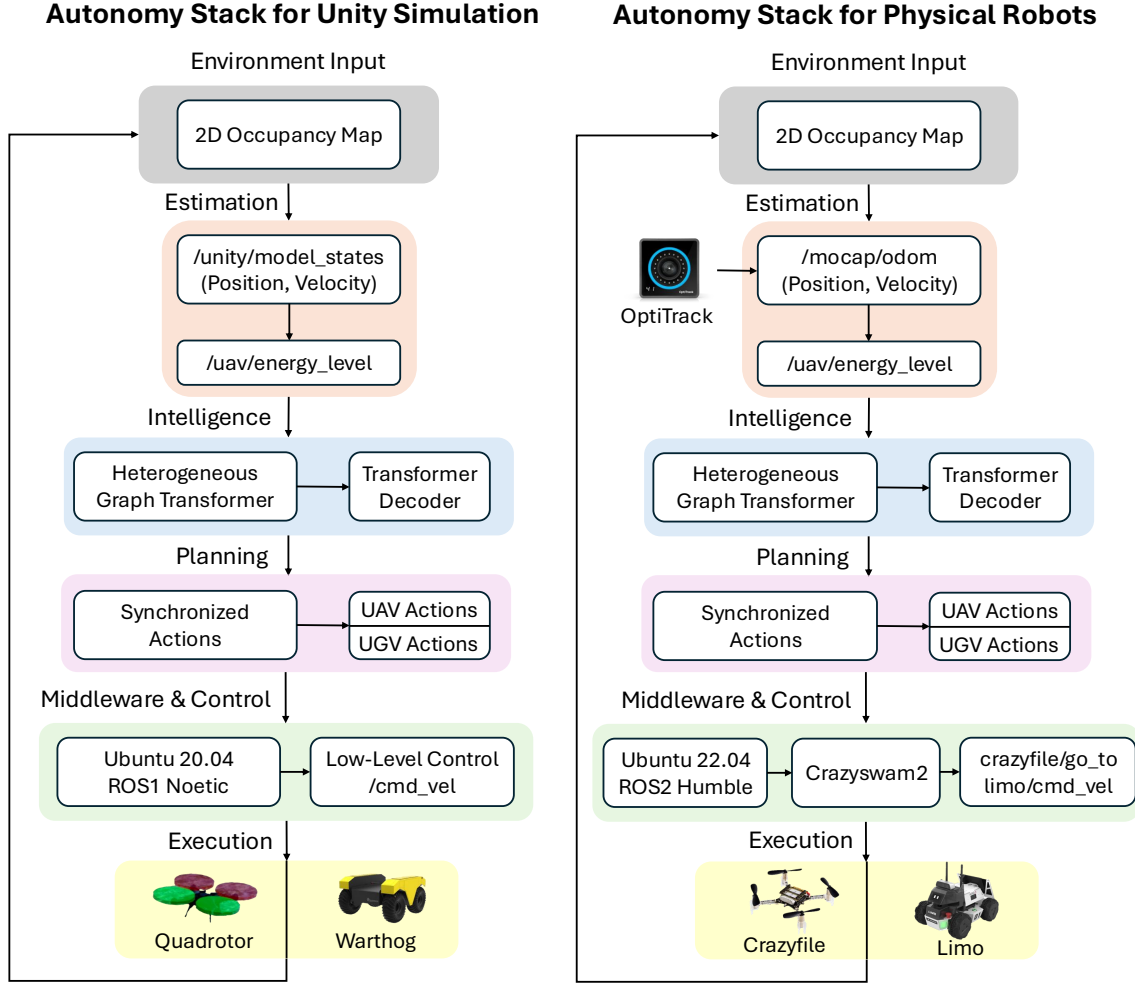 Autonomy Stack for Unity Simulation
Environment Input
2D Occupancy Map
Estimation
/unity/model_states
(Position, Velocity)
/uav/energy_level
Intelligence
Heterogeneous
Graph Transformer
Transformer
Decoder
Planning
Synchronized
Actions
UAV Actions
UGV Actions
Middleware & Control
Ubuntu 20.04
ROS1 Noetic
Low-Level Control
/cmd_vel
Execution
Quadrotor
Warthog
Autonomy Stack for Physical Robots
Environment Input
2D Occupancy Map
Estimation
OptiTrack
/mocap/odom
(Position, Velocity)
/uav/energy_level
Intelligence
Heterogeneous
Graph Transformer
Transformer
Decoder
Planning
Synchronized
Actions
UAV Actions
UGV Actions
Middleware & Control
Ubuntu 22.04
ROS2 Humble
Crazyswam2
crazyfile/go_to
limo/cmd_vel
Execution
Crazyfile
Limo